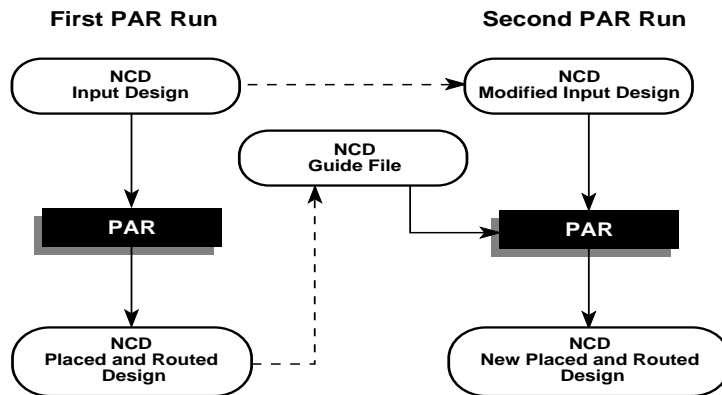 First PAR Run
Second PAR Run
NCD
Input Design
NCD
Modified Input Design
NCD
Guide File
PAR
PAR
NCD
Placed and Routed
Design
NCD
New Placed and Routed
Design